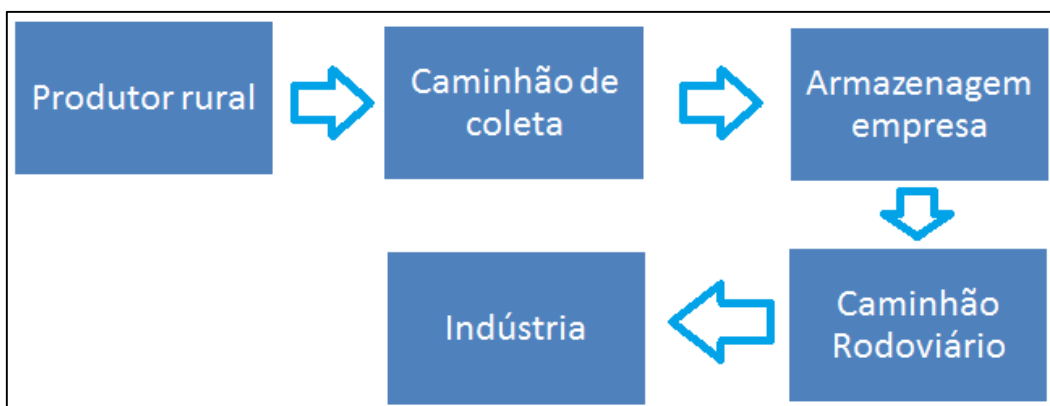 Produtor rural
Caminhão de
coleta
Armazenagem
empresa
Caminhão
Rodoviário
Indústria